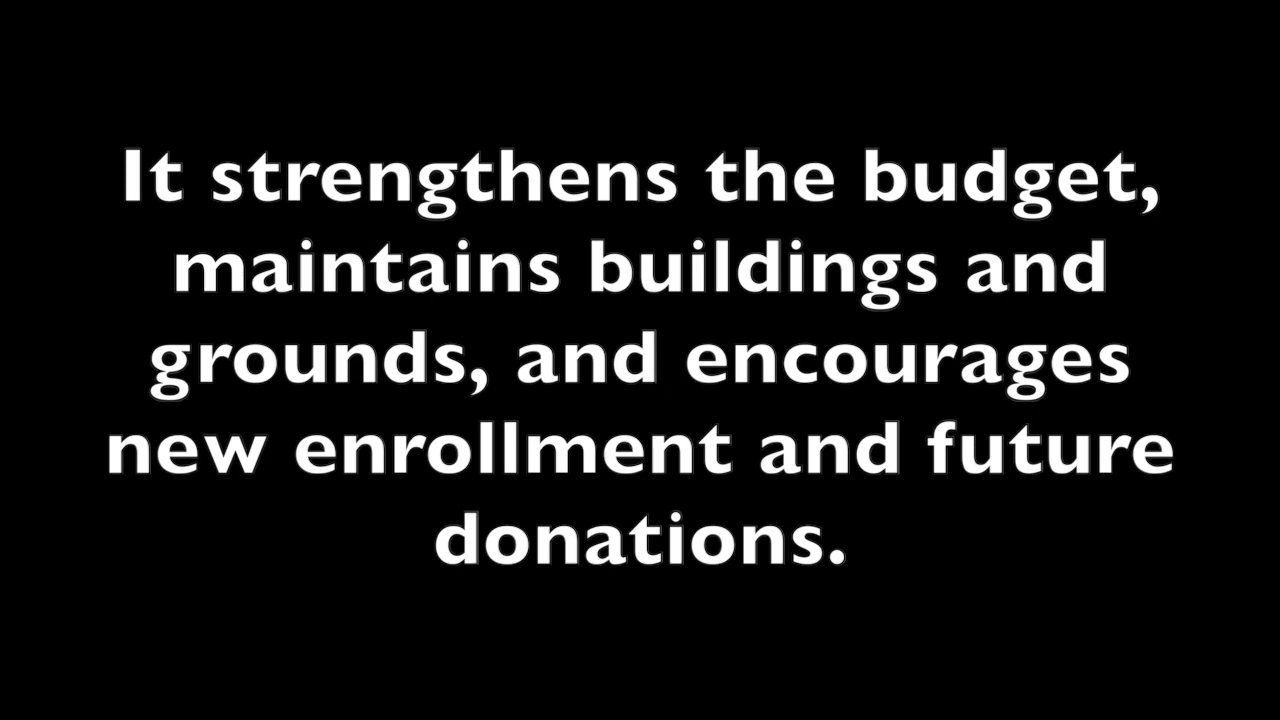 It strengthens the budget,
maintains buildings and
grounds, and encourages
new enrollment and future
donations.